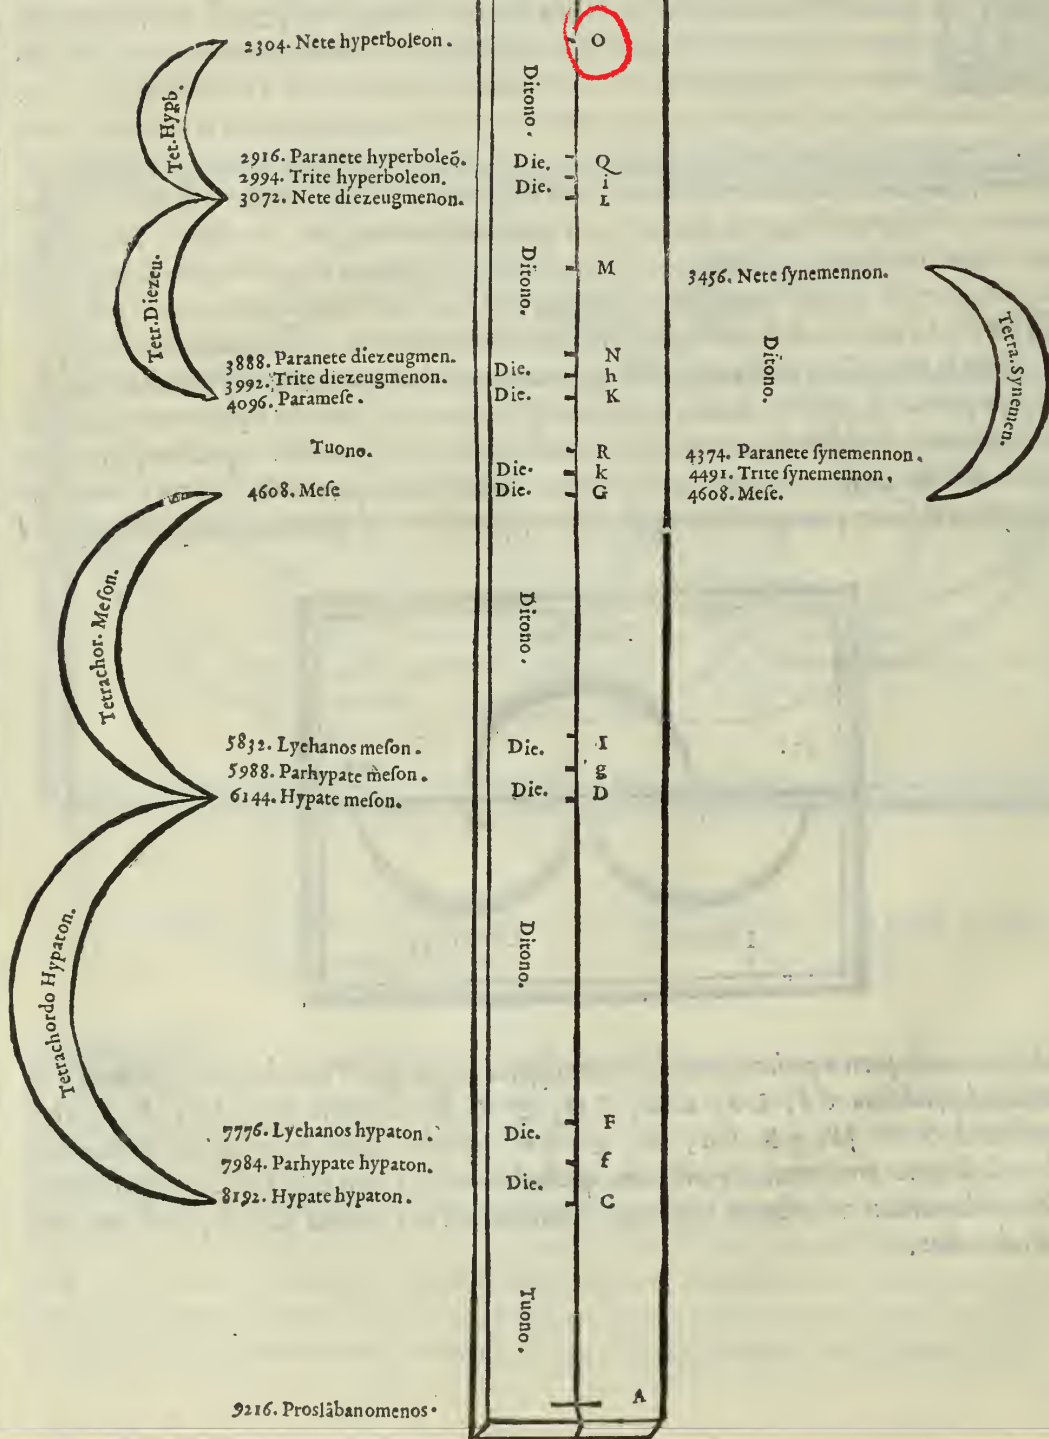 O
2304. Nete hyperboleon.
Ditono.
Tet. Hypb.
2916. Paranete hyperboleō. Die. Q
2994. Trite hyperboleon. Die. i
3072. Nete diezeugmenon. L
Ditono. M
3456. Nete ſynemennon.
Tetr. Diezeu.
Tetra. Synemen.
Ditono.
3888. Paranete diezeugmen. N
3992. Trite diezeugmenon. Die. h
4096. Parameſe. Die. K
Tuono.
R 4374. Paranete ſynemennon.
Die. k 4491. Trite ſynemennon.
4608. Meſe Die. G 4608. Meſe.
Tetrachor. Meſon.
Ditono.
5832. Lychanos meſon. Die. I
5988. Parhypate meſon. g
6144. Hypate meſon. Die. D
Tetrachordo Hypaton.
Ditono.
7776. Lychanos hypaton. Die. F
7984. Parhypate hypaton. f
8192. Hypate hypaton. Die. C
Tuono.
9216. Proslābanomenos. A